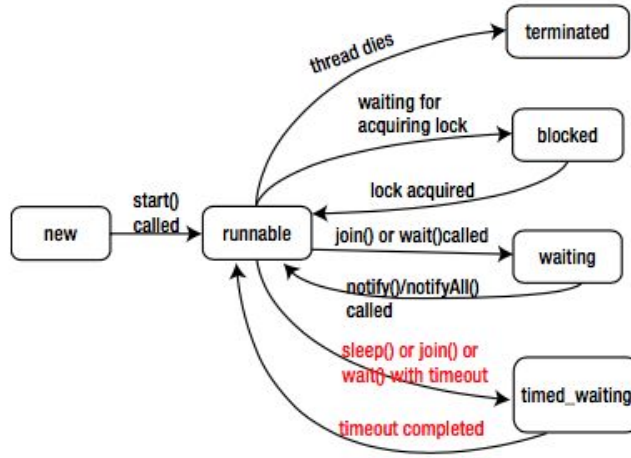 terminated
thread dies
waiting for
acquiring lock
blocked
lock acquired
start()
called
new
runnable
join() or wait()called
waiting
notify()/notifyAll()
called
sleep() or join() or
wait() with timeout
timed_waiting
timeout completed